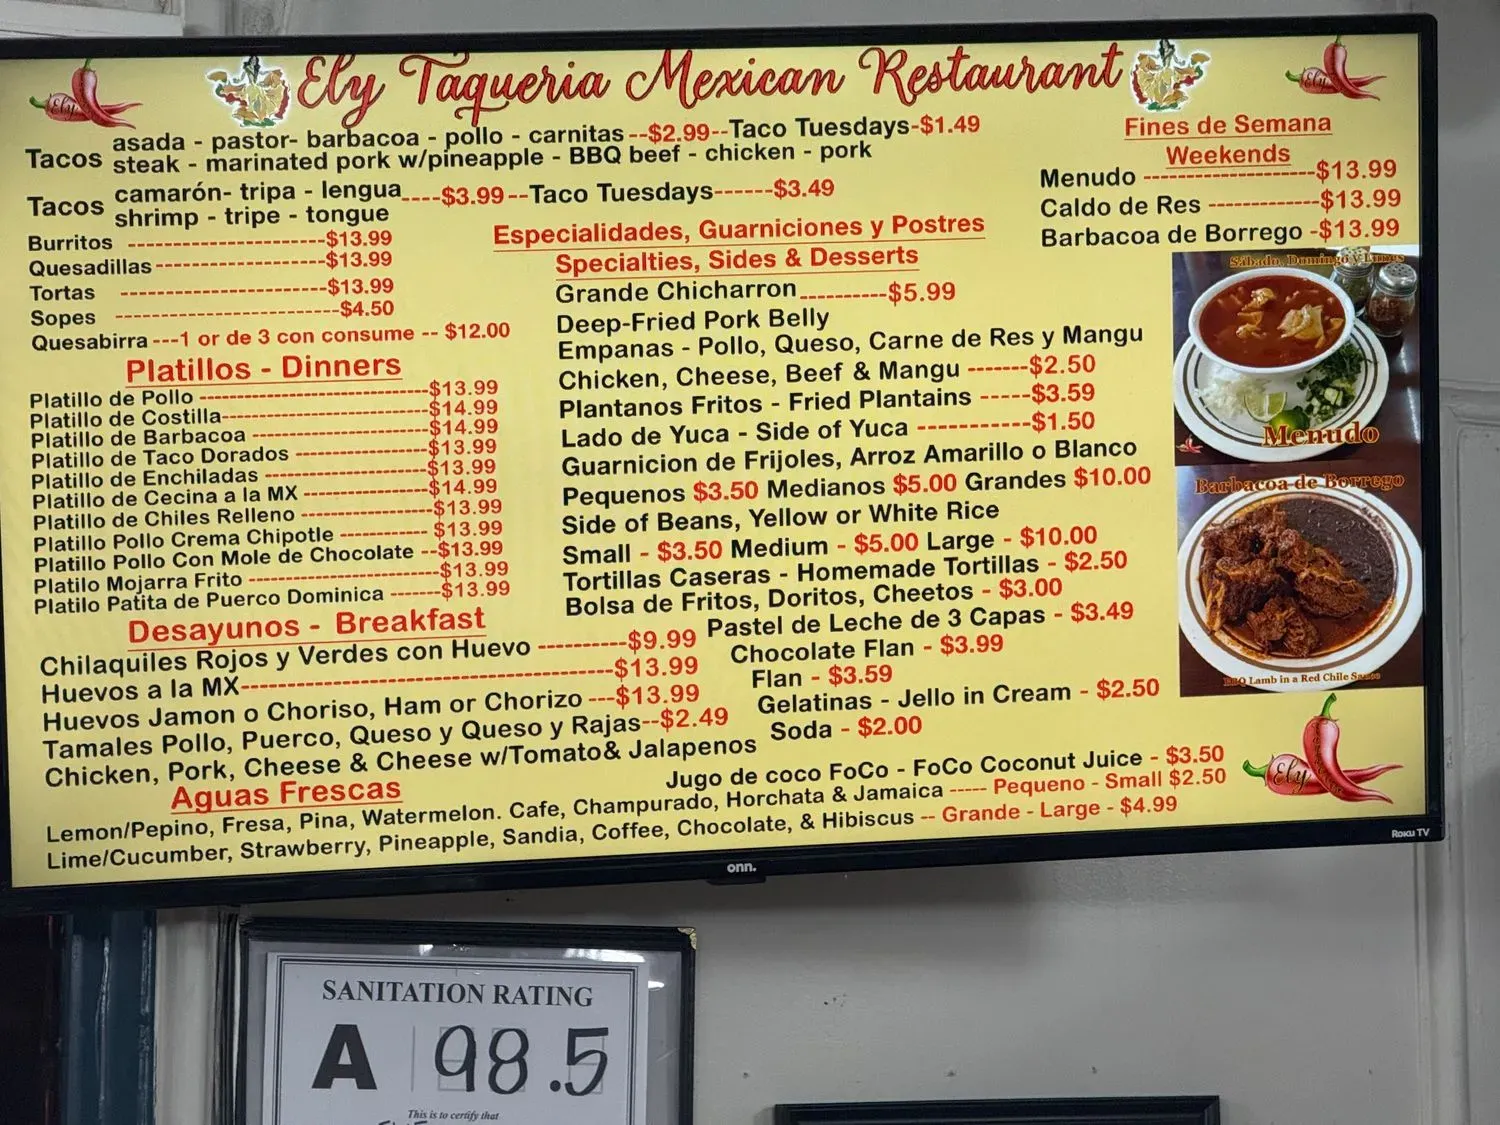 Ely Taqueria Mexican Restaurant
Ely
Ely
Tacos asada - pastor- barbacoa - pollo - carnitas --$2.99--Taco Tuesdays-$1.49
steak - marinated pork w/pineapple - BBQ beef - chicken - pork
Tacos camarón- tripa - lengua----$3.99--Taco Tuesdays------$3.49
shrimp - tripe - tongue
Burritos ----------------------$13.99
Quesadillas-------------------$13.99
Tortas -----------------------$13.99
Sopes -------------------------$4.50
Quesabirra ---1 or de 3 con consume -- $12.00
Platillos - Dinners
Platillo de Pollo -----------------------------$13.99
Platillo de Costilla--------------------------$14.99
Platillo de Barbacoa ----------------------$14.99
Platillo de Taco Dorados -----------------$13.99
Platillo de Enchiladas --------------------$13.99
Platillo de Cecina a la MX ---------------$14.99
Platillo de Chiles Relleno ----------------$13.99
Platillo Pollo Crema Chipotle ------------$13.99
Platillo Pollo Con Mole de Chocolate --$13.99
Platilo Mojarra Frito ------------------------$13.99
Platilo Patita de Puerco Dominica -------$13.99
Desayunos - Breakfast
Chilaquiles Rojos y Verdes con Huevo ----------$9.99
Huevos a la MX------------------------------------------$13.99
Huevos Jamon o Choriso, Ham or Chorizo ---$13.99
Tamales Pollo, Puerco, Queso y Queso y Rajas--$2.49
Chicken, Pork, Cheese & Cheese w/Tomato& Jalapenos
Especialidades, Guarniciones y Postres
Specialties, Sides & Desserts
Grande Chicharron----------$5.99
Deep-Fried Pork Belly
Empanas - Pollo, Queso, Carne de Res y Mangu
Chicken, Cheese, Beef & Mangu -------$2.50
Plantanos Fritos - Fried Plantains -----$3.59
Lado de Yuca - Side of Yuca -----------$1.50
Guarnicion de Frijoles, Arroz Amarillo o Blanco
Pequenos $3.50 Medianos $5.00 Grandes $10.00
Side of Beans, Yellow or White Rice
Small - $3.50 Medium - $5.00 Large - $10.00
Tortillas Caseras - Homemade Tortillas - $2.50
Bolsa de Fritos, Doritos, Cheetos - $3.00
Pastel de Leche de 3 Capas - $3.49
Chocolate Flan - $3.99
Flan - $3.59
Gelatinas - Jello in Cream - $2.50
Soda - $2.00
Jugo de coco FoCo - FoCo Coconut Juice - $3.50
Aguas Frescas
Lemon/Pepino, Fresa, Pina, Watermelon. Cafe, Champurado, Horchata & Jamaica ----- Pequeno - Small $2.50
Lime/Cucumber, Strawberry, Pineapple, Sandia, Coffee, Chocolate, & Hibiscus -- Grande - Large - $4.99
Fines de Semana
Weekends
Menudo --------------------$13.99
Caldo de Res -------------$13.99
Barbacoa de Borrego -$13.99
Sábado, Domingo y Lunes
Menudo
Barbacoa de Borrego
BBQ Lamb in a Red Chile Sauce
Ely
Roku TV
onn.
SANITATION RATING
A 98.5
This is to certify that